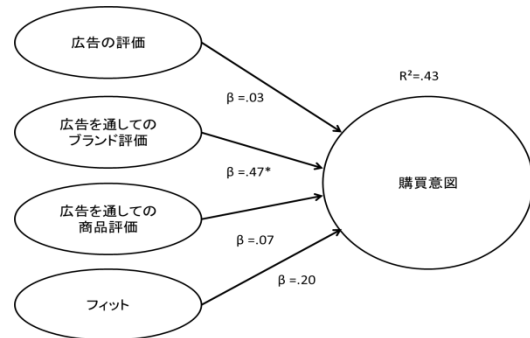 広告の評価
R²=.43
β =.03
広告を通しての
ブランド評価
β =.47*
購買意図
広告を通しての
商品評価
β =.07
β =.20
フィット